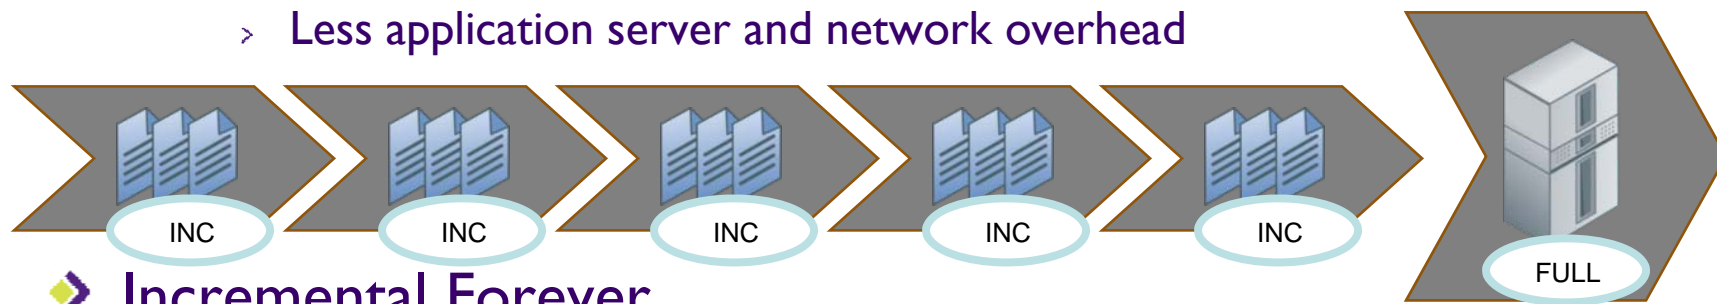 > Less application server and network overhead
INC INC INC INC INC FULL
Incremental Forever